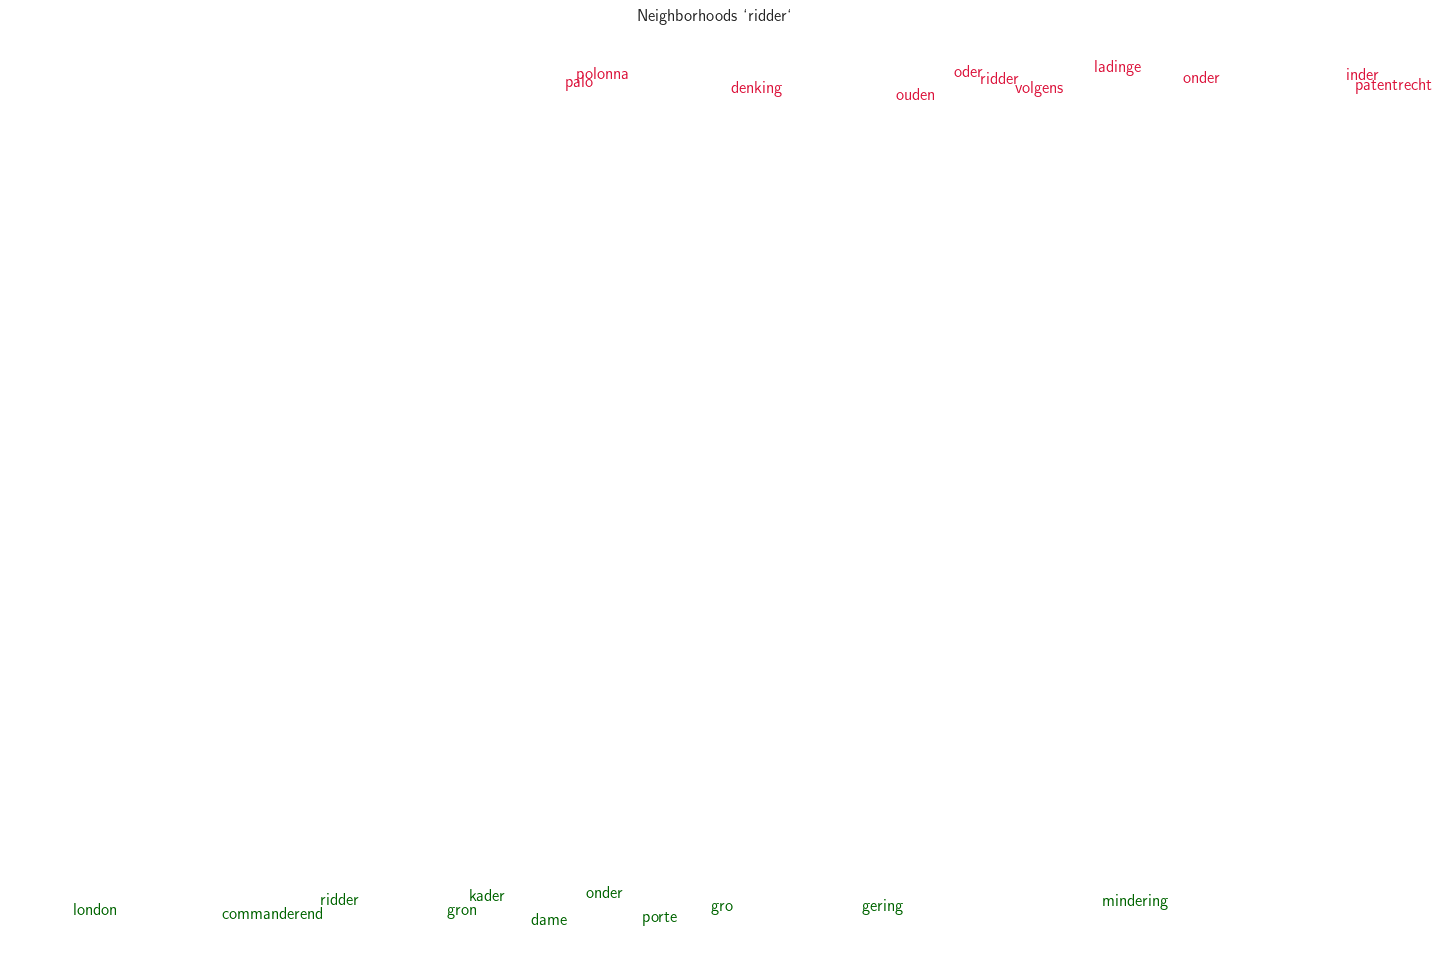 Neighborhoods ‘ridder‘
polonna
palo
denking
ouden
oder
ridder
volgens
ladinge
onder
inder
patentrecht
london
commanderend
ridder
kader
gron
dame
onder
porte
gro
gering
mindering